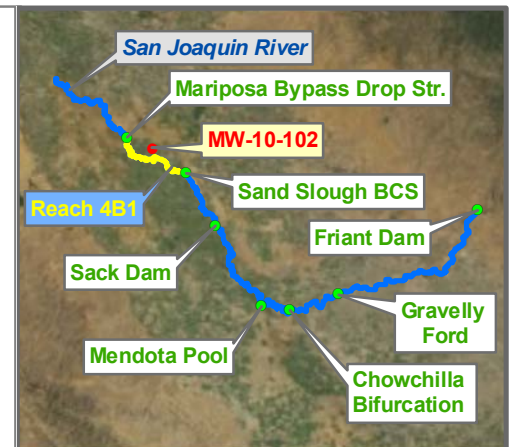 San Joaquin River
Mariposa Bypass Drop Str.
MW-10-102
Reach 4B1
Sand Slough BCS
Friant Dam
Sack Dam
Gravelly
Ford
Mendota Pool
Chowchilla
Bifurcation